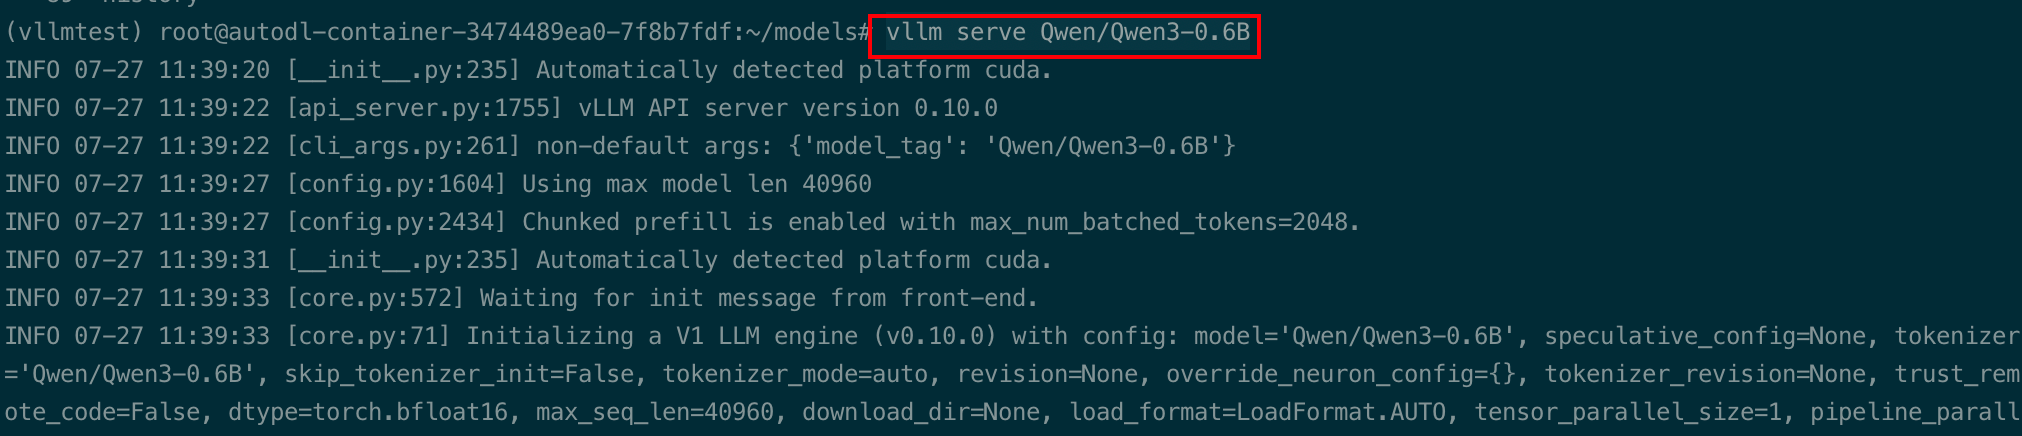 (vllmtest) root@autodl-container-3474489ea0-7f8b7fdf:~/models# vllm serve Qwen/Qwen3-0.6B
INFO 07-27 11:39:20 [__init__.py:235] Automatically detected platform cuda.
INFO 07-27 11:39:22 [api_server.py:1755] vLLM API server version 0.10.0
INFO 07-27 11:39:22 [cli_args.py:261] non-default args: {'model_tag': 'Qwen/Qwen3-0.6B'}
INFO 07-27 11:39:27 [config.py:1604] Using max model len 40960
INFO 07-27 11:39:27 [config.py:2434] Chunked prefill is enabled with max_num_batched_tokens=2048.
INFO 07-27 11:39:31 [__init__.py:235] Automatically detected platform cuda.
INFO 07-27 11:39:33 [core.py:572] Waiting for init message from front-end.
INFO 07-27 11:39:33 [core.py:71] Initializing a V1 LLM engine (v0.10.0) with config: model='Qwen/Qwen3-0.6B', speculative_config=None, tokenizer
='Qwen/Qwen3-0.6B', skip_tokenizer_init=False, tokenizer_mode=auto, revision=None, override_neuron_config={}, tokenizer_revision=None, trust_rem
ote_code=False, dtype=torch.bfloat16, max_seq_len=40960, download_dir=None, load_format=LoadFormat.AUTO, tensor_parallel_size=1, pipeline_parall